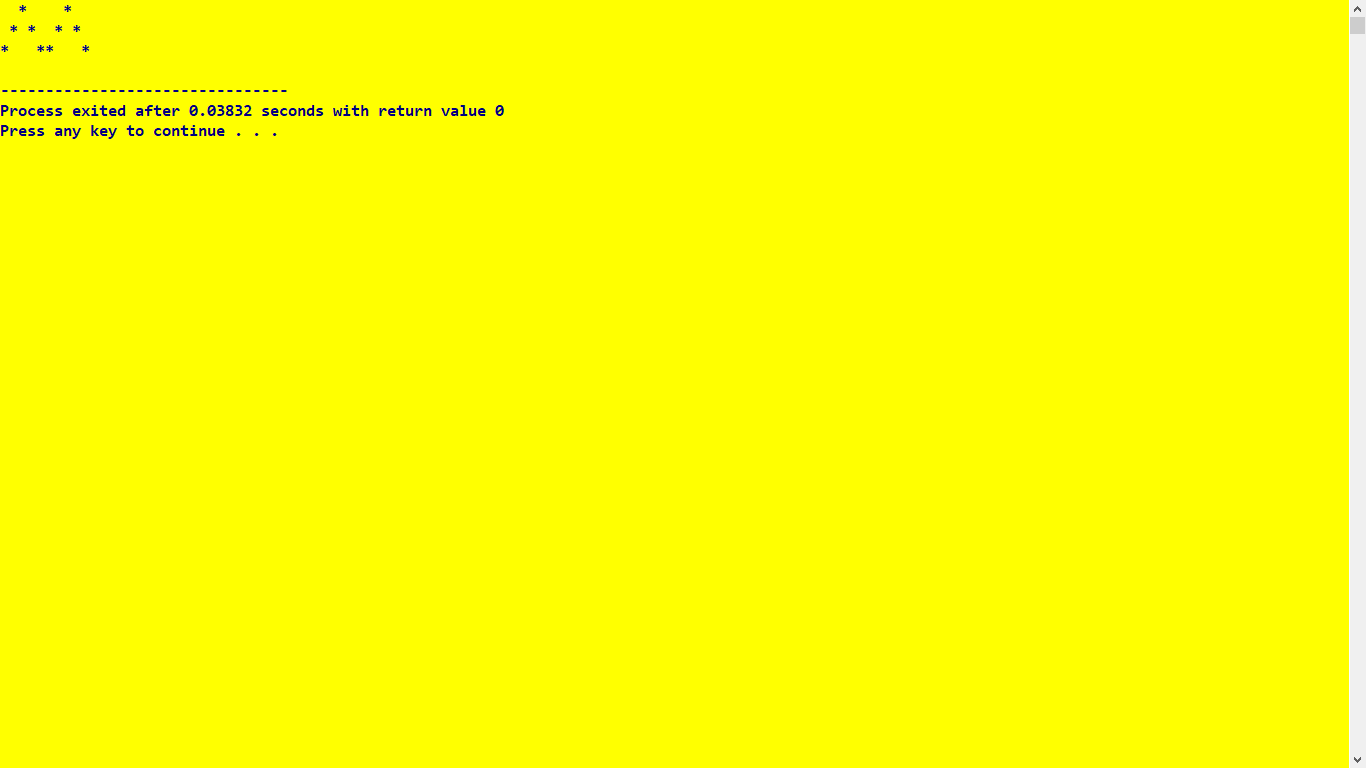 *    *
 * *  * *
*   **   *
--------------------------------
Process exited after 0.03832 seconds with return value 0
Press any key to continue . . .